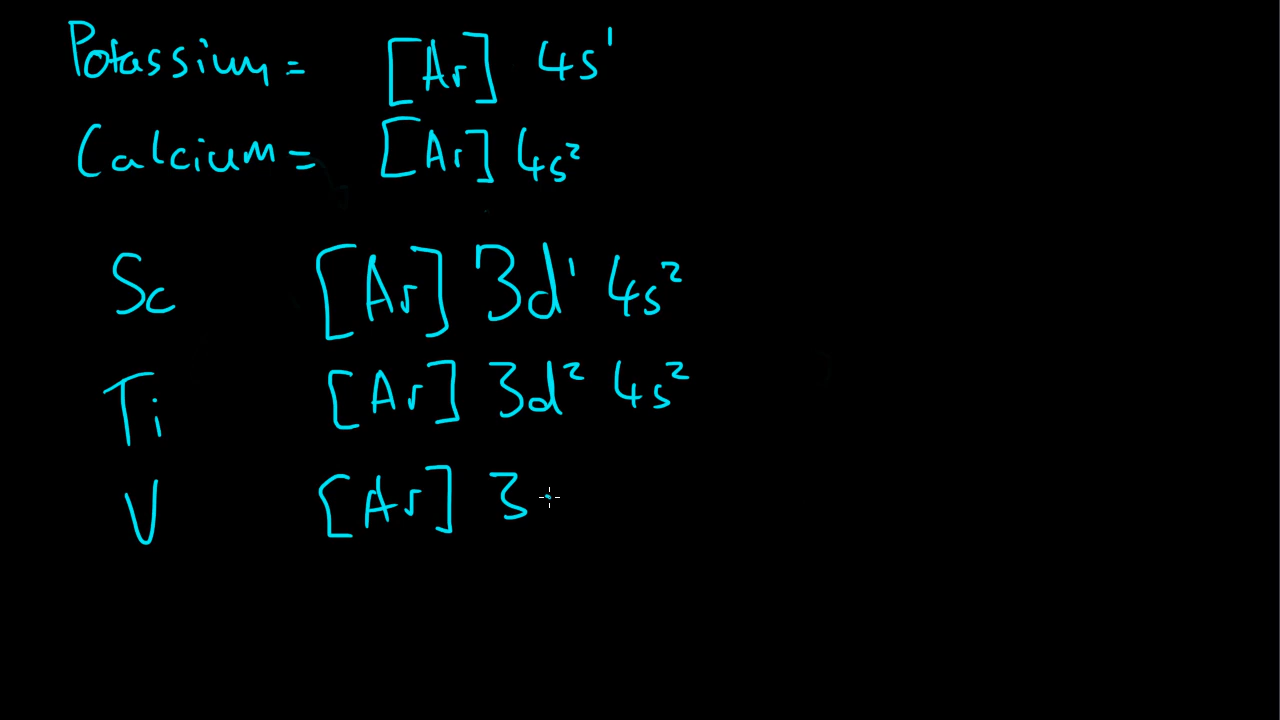 Potassium = [Ar] 4s¹
Calcium = [Ar] 4s²
Sc [Ar] 3d¹ 4s²
Ti [Ar] 3d² 4s²
V [Ar] 3